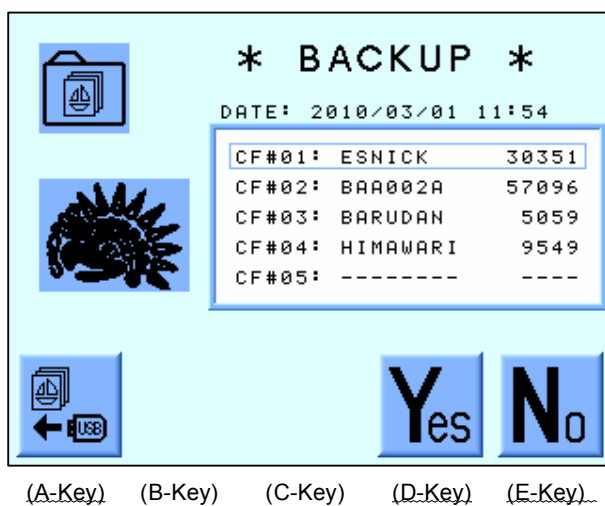 * BACKUP *
DATE: 2010/03/01 11:54
CF#01: ESNICK 30351
CF#02: BAA002A 57096
CF#03: BARUDAN 5059
CF#04: HIMAWARI 9549
CF#05: -------- ----
USB
Yes No
(A-Key) (B-Key) (C-Key) (D-Key) (E-Key)